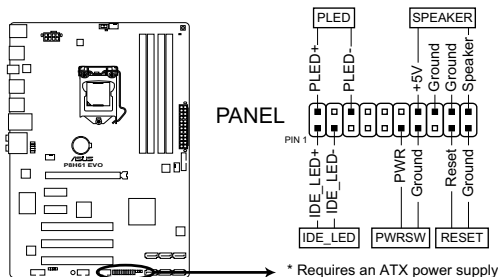 PLED
SPEAKER
PLED+
PLED-
+5V
Ground
Ground
Speaker
PANEL
PIN 1
IDE_LED+
IDE_LED-
PWR
Ground
Reset
Ground
IDE_LED
PWRSW
RESET
ASUS
P8H61 EVO
* Requires an ATX power supply